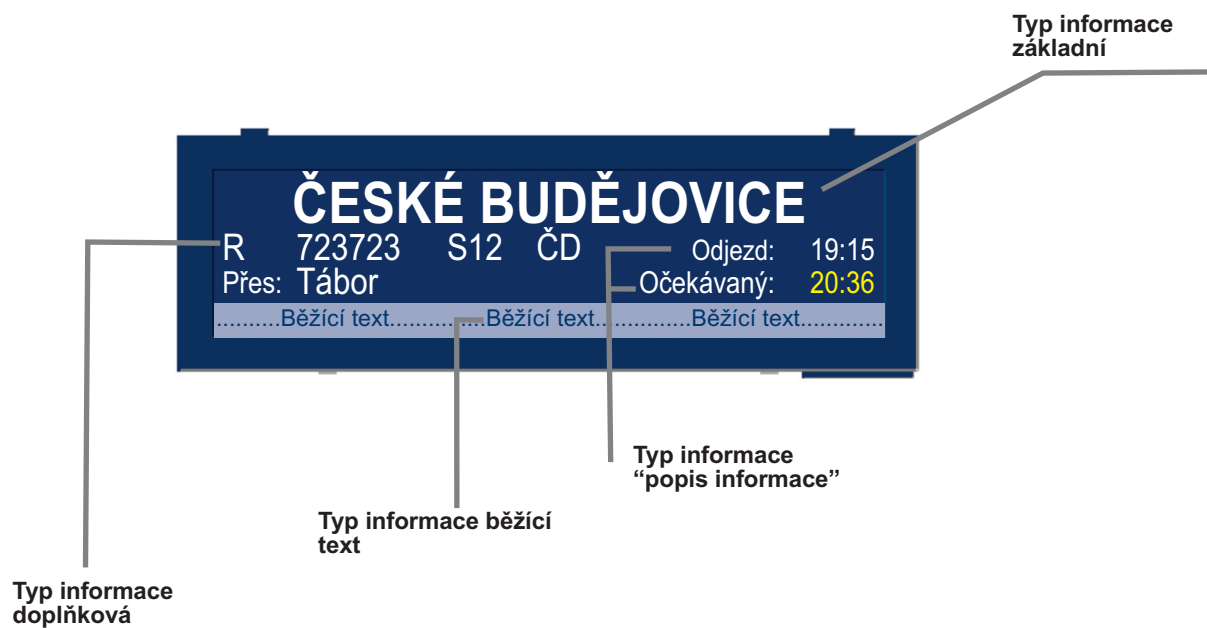 Typ informace
základní
ČESKÉ BUDĚJOVICE
R 723723 S12 ČD Odjezd: 19:15
Přes: Tábor Očekávaný: 20:36
..........Běžící text...............Běžící text...............Běžící text.............
Typ informace
“popis informace”
Typ informace běžící
text
Typ informace
doplňková